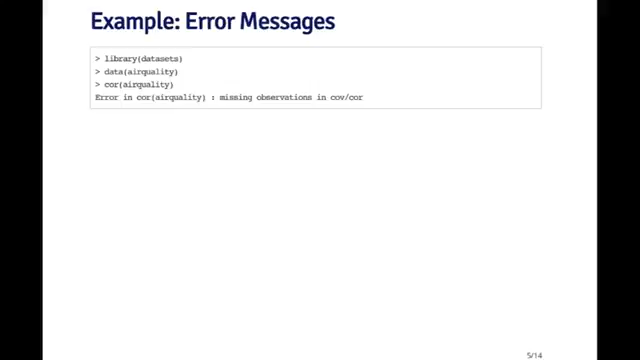 Example: Error Messages
> library(datasets)
> data(airquality)
> cor(airquality)
Error in cor(airquality) : missing observations in cov/cor
5/14